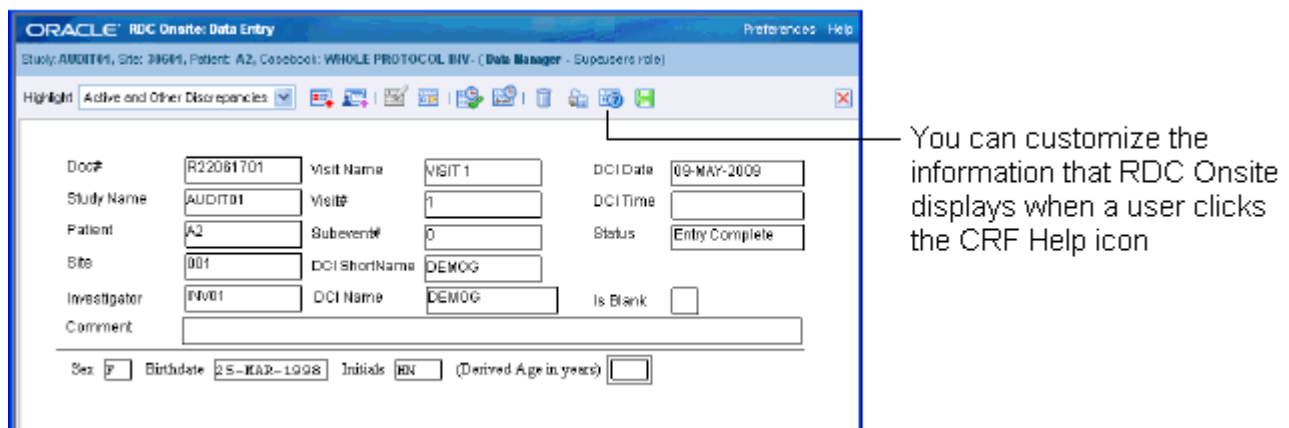 ORACLE' RDC Onsite: Data Entry Preferences Help
Study: AUDIT01, Site: 30601, Patient: A2, Casebook: WHOLE PROTOCOL INV- ( Data Manager - Supeusers role)
Highlight Active and Other Discrepancies
Doc# R22061701 Visit Name VISIT 1 DCI Date 09-MAY-2009
Study Name AUDIT01 Visit# 1 DCI Time
Patient A2 Subevent# 0 Status Entry Complete
Site 001 DCI ShortName DEMOG
Investigator INV01 DCI Name DEMOG Is Blank
Comment
Sex F Birthdate 25-MAR-1998 Initials HN (Derived Age in years)
You can customize the
information that RDC Onsite
displays when a user clicks
the CRF Help icon